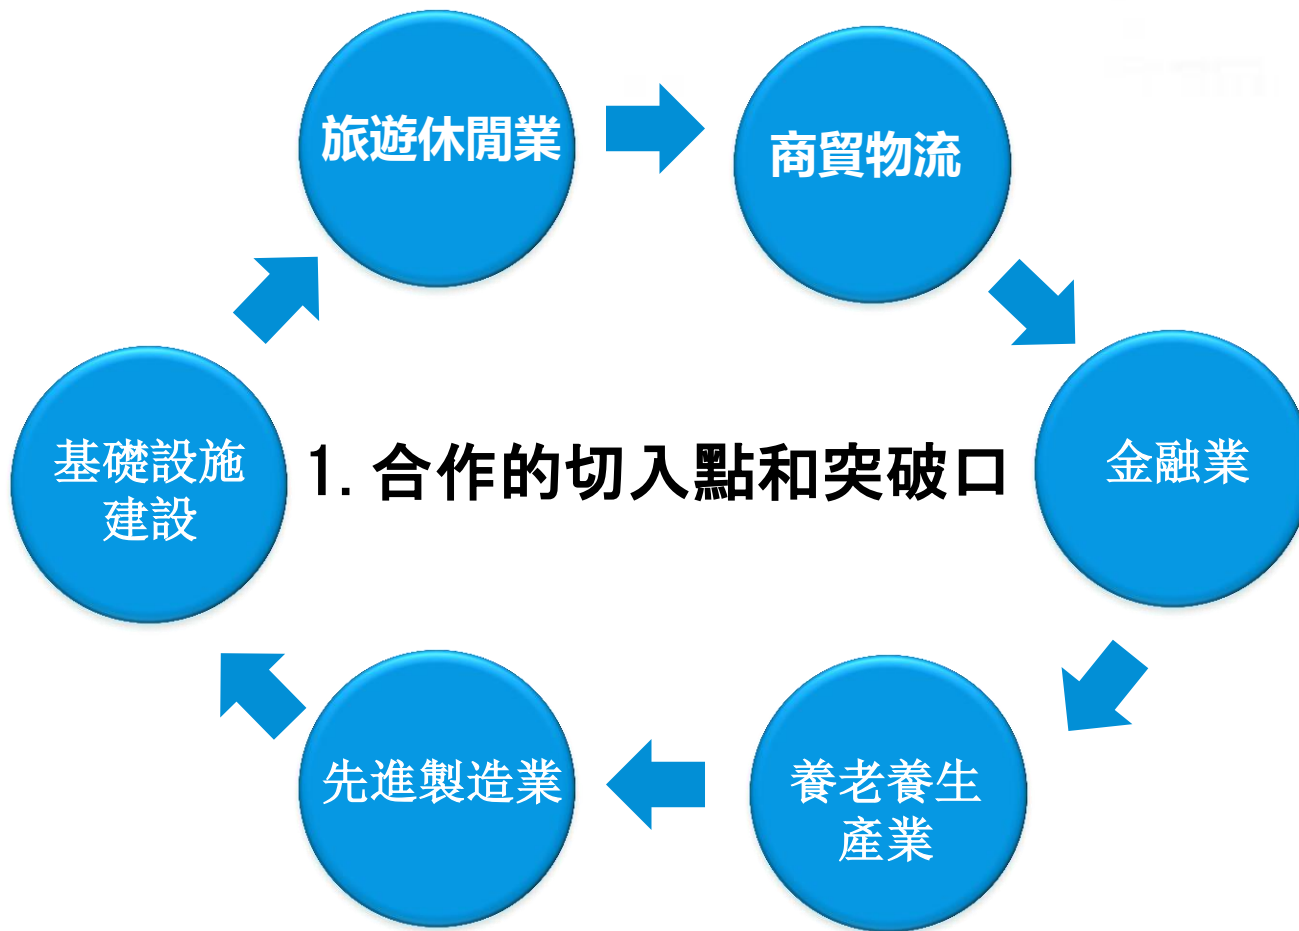 旅遊休閒業
商貿物流
金融業
養老養生
產業
先進製造業
基礎設施
建設
1.合作的切入點和突破口